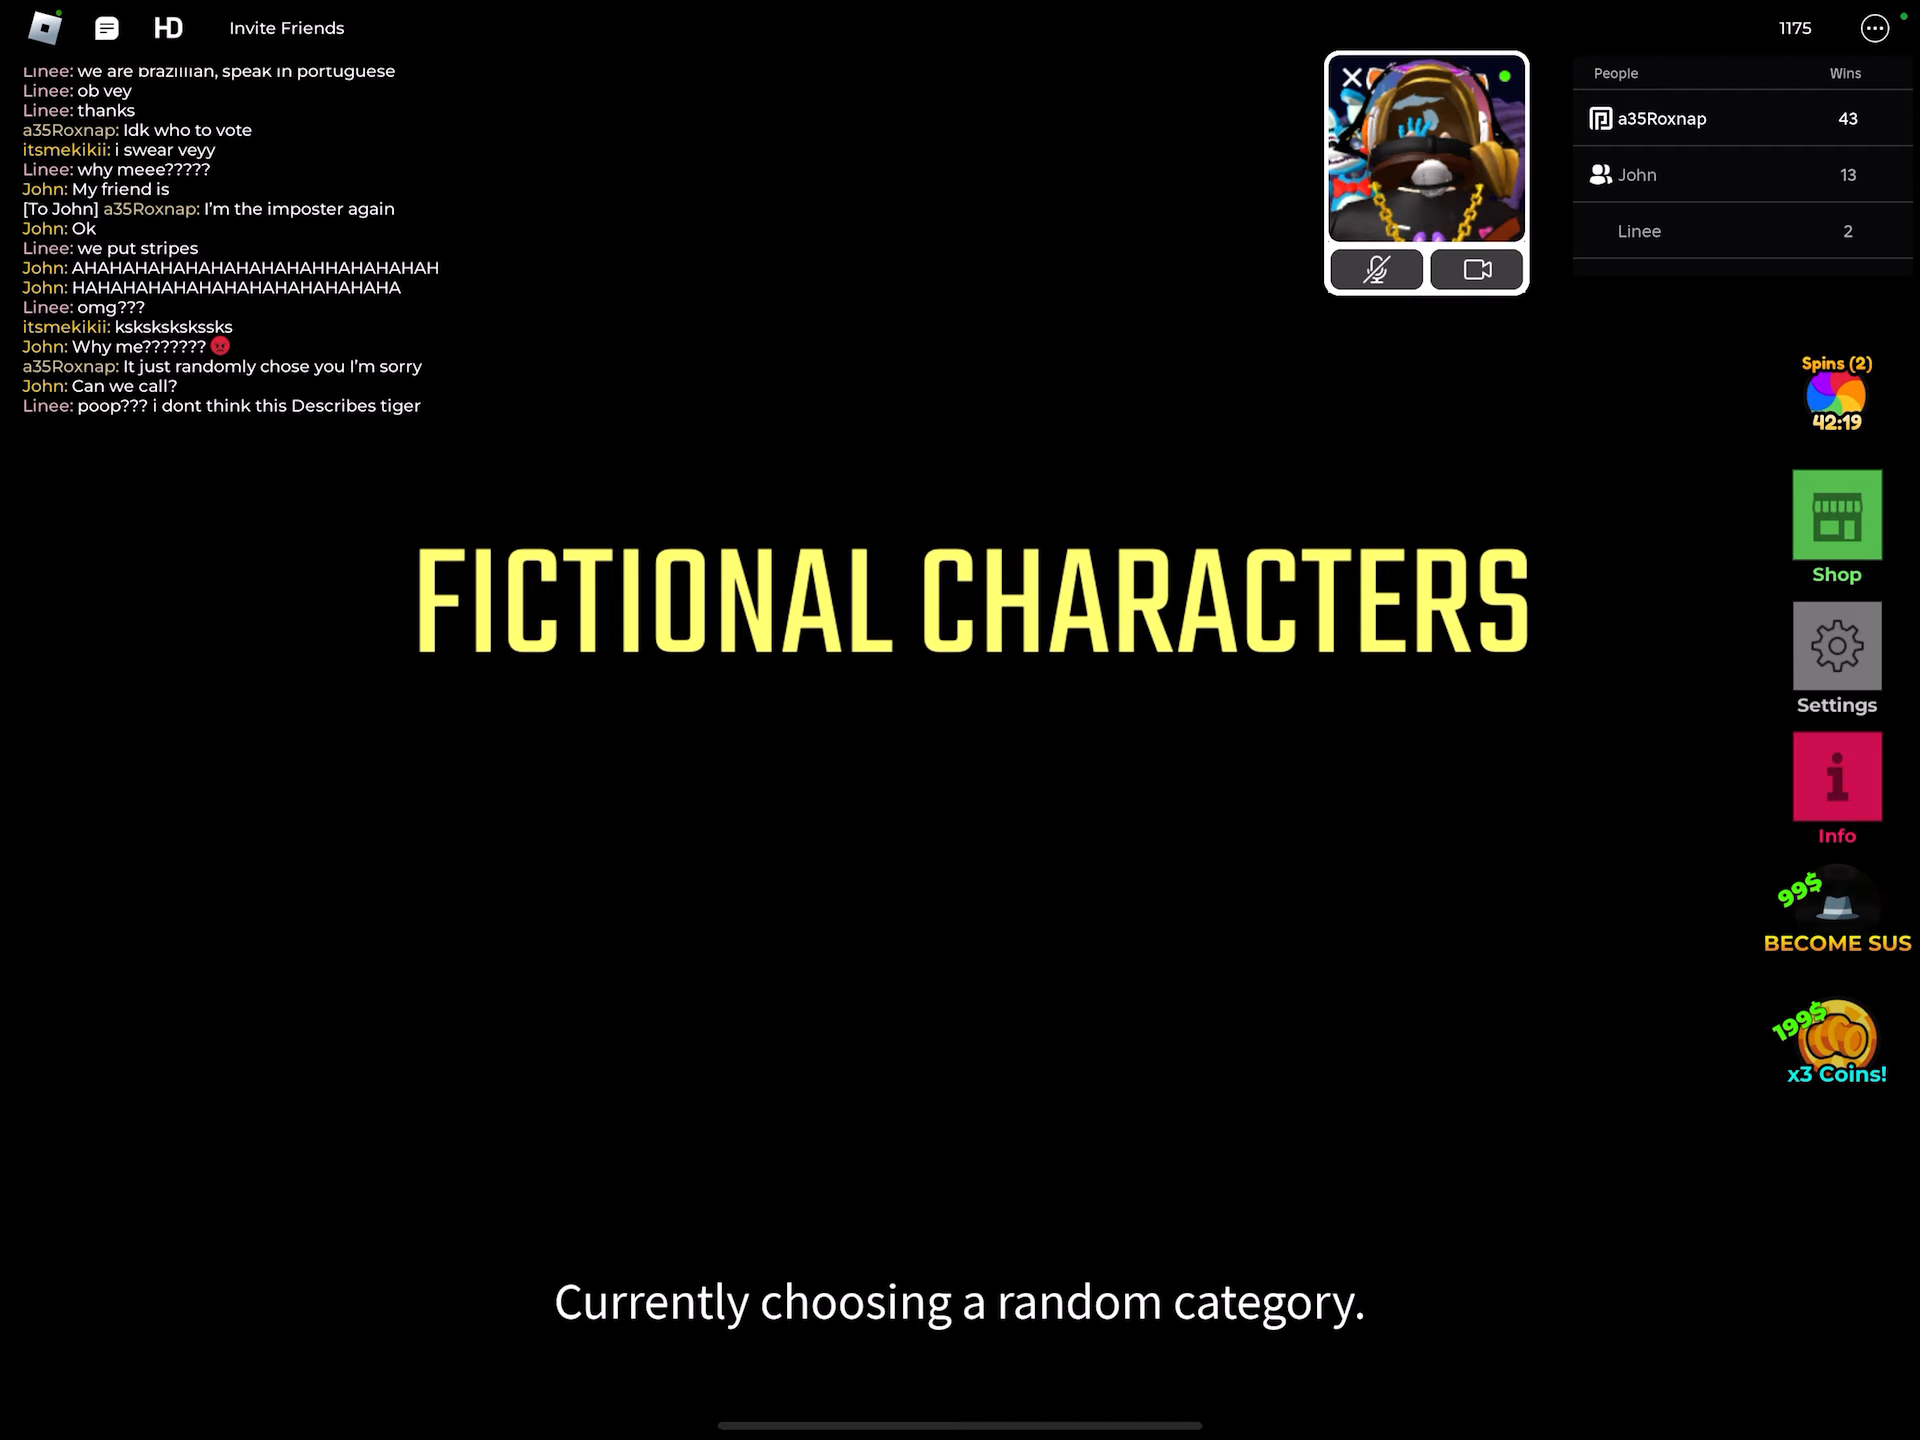 HD
Invite Friends
1175
Linee: we are brazillian, speak in portuguese
Linee: ob vey
Linee: thanks
a35Roxnap: Idk who to vote
itsmekikii: i swear veyy
Linee: why meee?????
John: My friend is
[To John] a35Roxnap: I'm the imposter again
John: Ok
Linee: we put stripes
John: AHAHAHAHAHAHAHAHAHAHHAHAHAHAH
John: HAHAHAHAHAHAHAHAHAHAHAHAHA
Linee: omg???
itsmekikii: ksksksksksskS
John: Why me???????
a35Roxnap: It just randomly chose you I'm sorry
John: Can we call?
Linee: poop??? i dont think this Describes tiger
People Wins
a35Roxnap 43
John 13
Linee 2
Spins (2)
42:19
FICTIONAL CHARACTERS
Shop
Settings
Info
99$
BECOME SUS
199$
x3 Coins!
Currently choosing a random category.